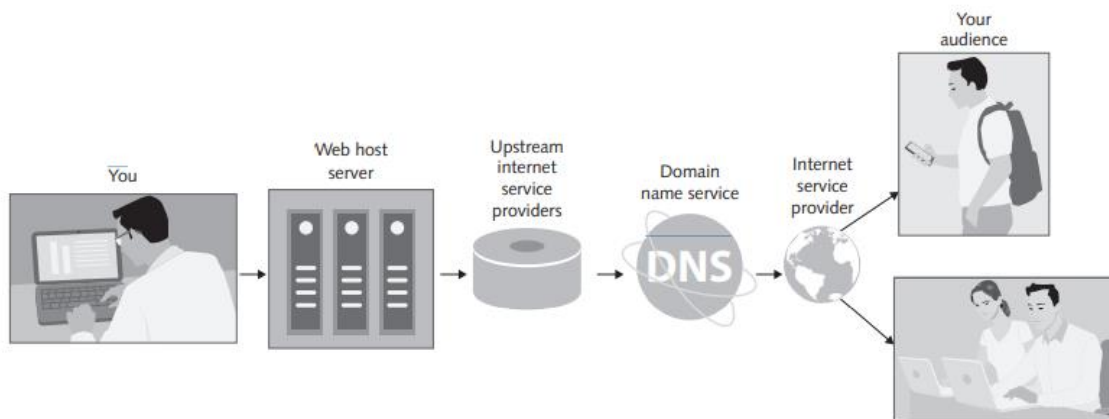 You
Web host
server
Upstream
internet
service
providers
Domain
name service
DNS
Internet
service
provider
Your
audience